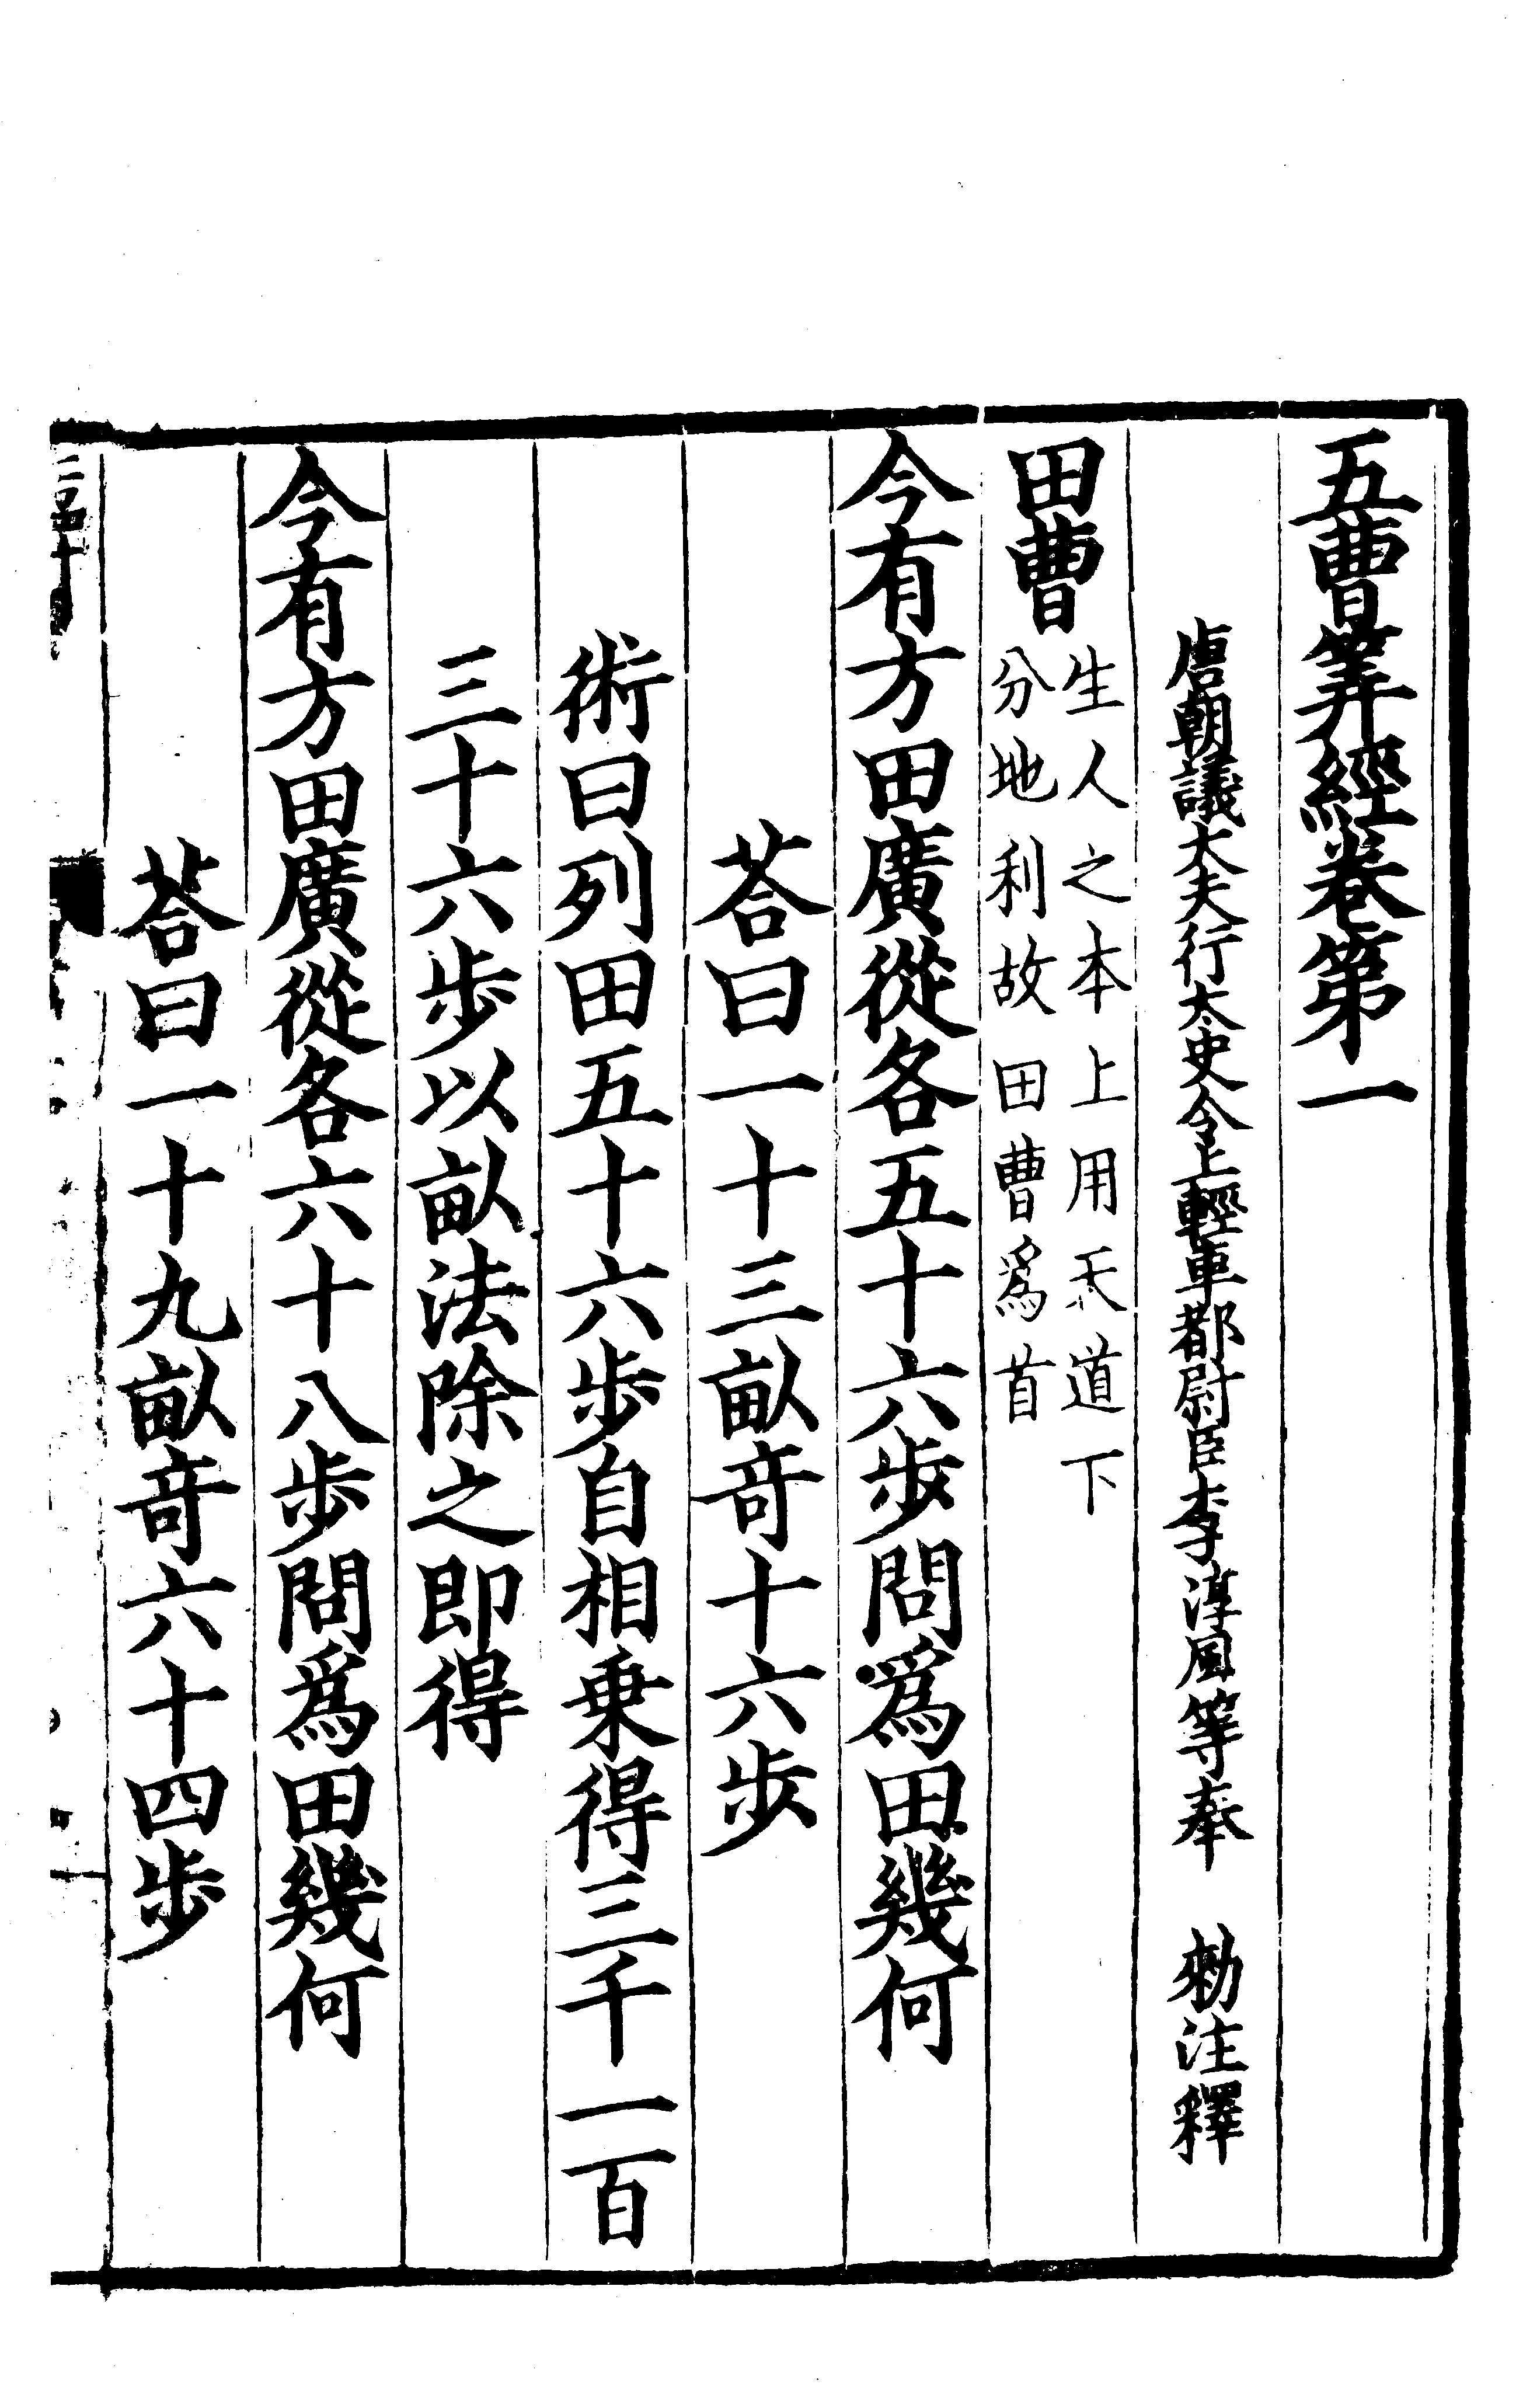 五曹筭經卷第一
唐朝議大夫行太史令上輕車都尉臣李淳風等奉　勑注釋
田曹
生人之本上用天道下
分地利故田曹爲首
今有方田廣從各五十六步問爲田幾何
荅曰一十三畝竒十六步
術曰列田五十六步自相乗得三千一百
三十六步以畝法除之即得
今有方田廣從各六十八步問爲田幾何
荅曰一十九畝竒六十四步